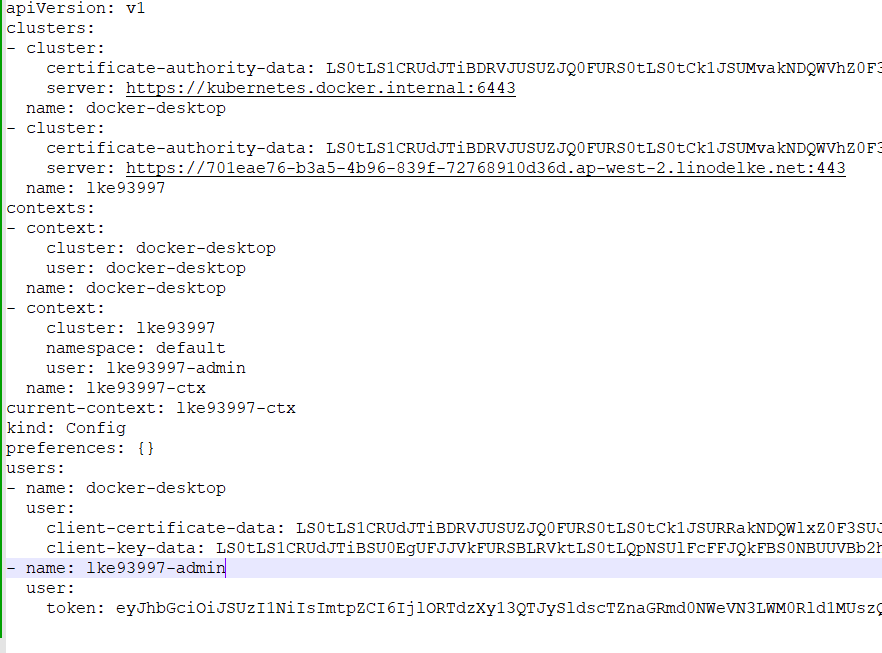 apiVersion: v1
clusters:
- cluster:
    certificate-authority-data: LS0tLS1CRUdJTiBDRVJUSUZJQ0FURS0tLS0tCk1JSUMvakNDQWVhZ0F3
    server: https://kubernetes.docker.internal:6443
  name: docker-desktop
- cluster:
    certificate-authority-data: LS0tLS1CRUdJTiBDRVJUSUZJQ0FURS0tLS0tCk1JSUMvakNDQWVhZ0F3
    server: https://701eae76-b3a5-4b96-839f-72768910d36d.ap-west-2.linodelke.net:443
  name: lke93997
contexts:
- context:
    cluster: docker-desktop
    user: docker-desktop
  name: docker-desktop
- context:
    cluster: lke93997
    namespace: default
    user: lke93997-admin
  name: lke93997-ctx
current-context: lke93997-ctx
kind: Config
preferences: {}
users:
- name: docker-desktop
  user:
    client-certificate-data:
    client-key-data:
- name: lke93997-admin
  user:
    token: